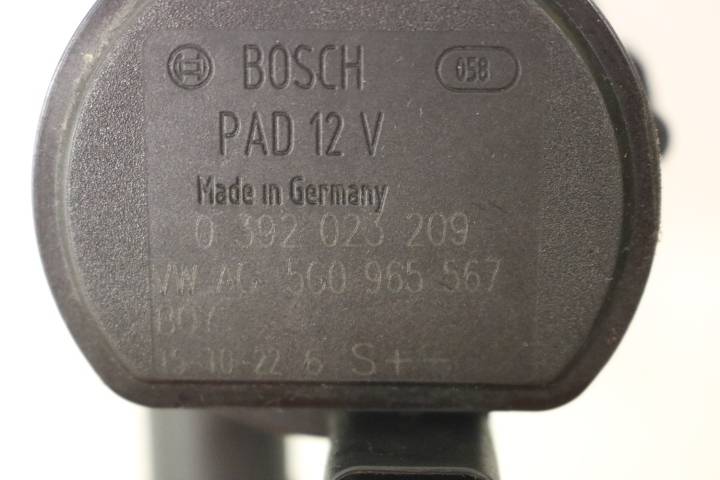 BOSCH 058
PAD 12 V
Made in Germany
0 392 023 209
VW AG 5G0 965 567
15-10-22 6 S++